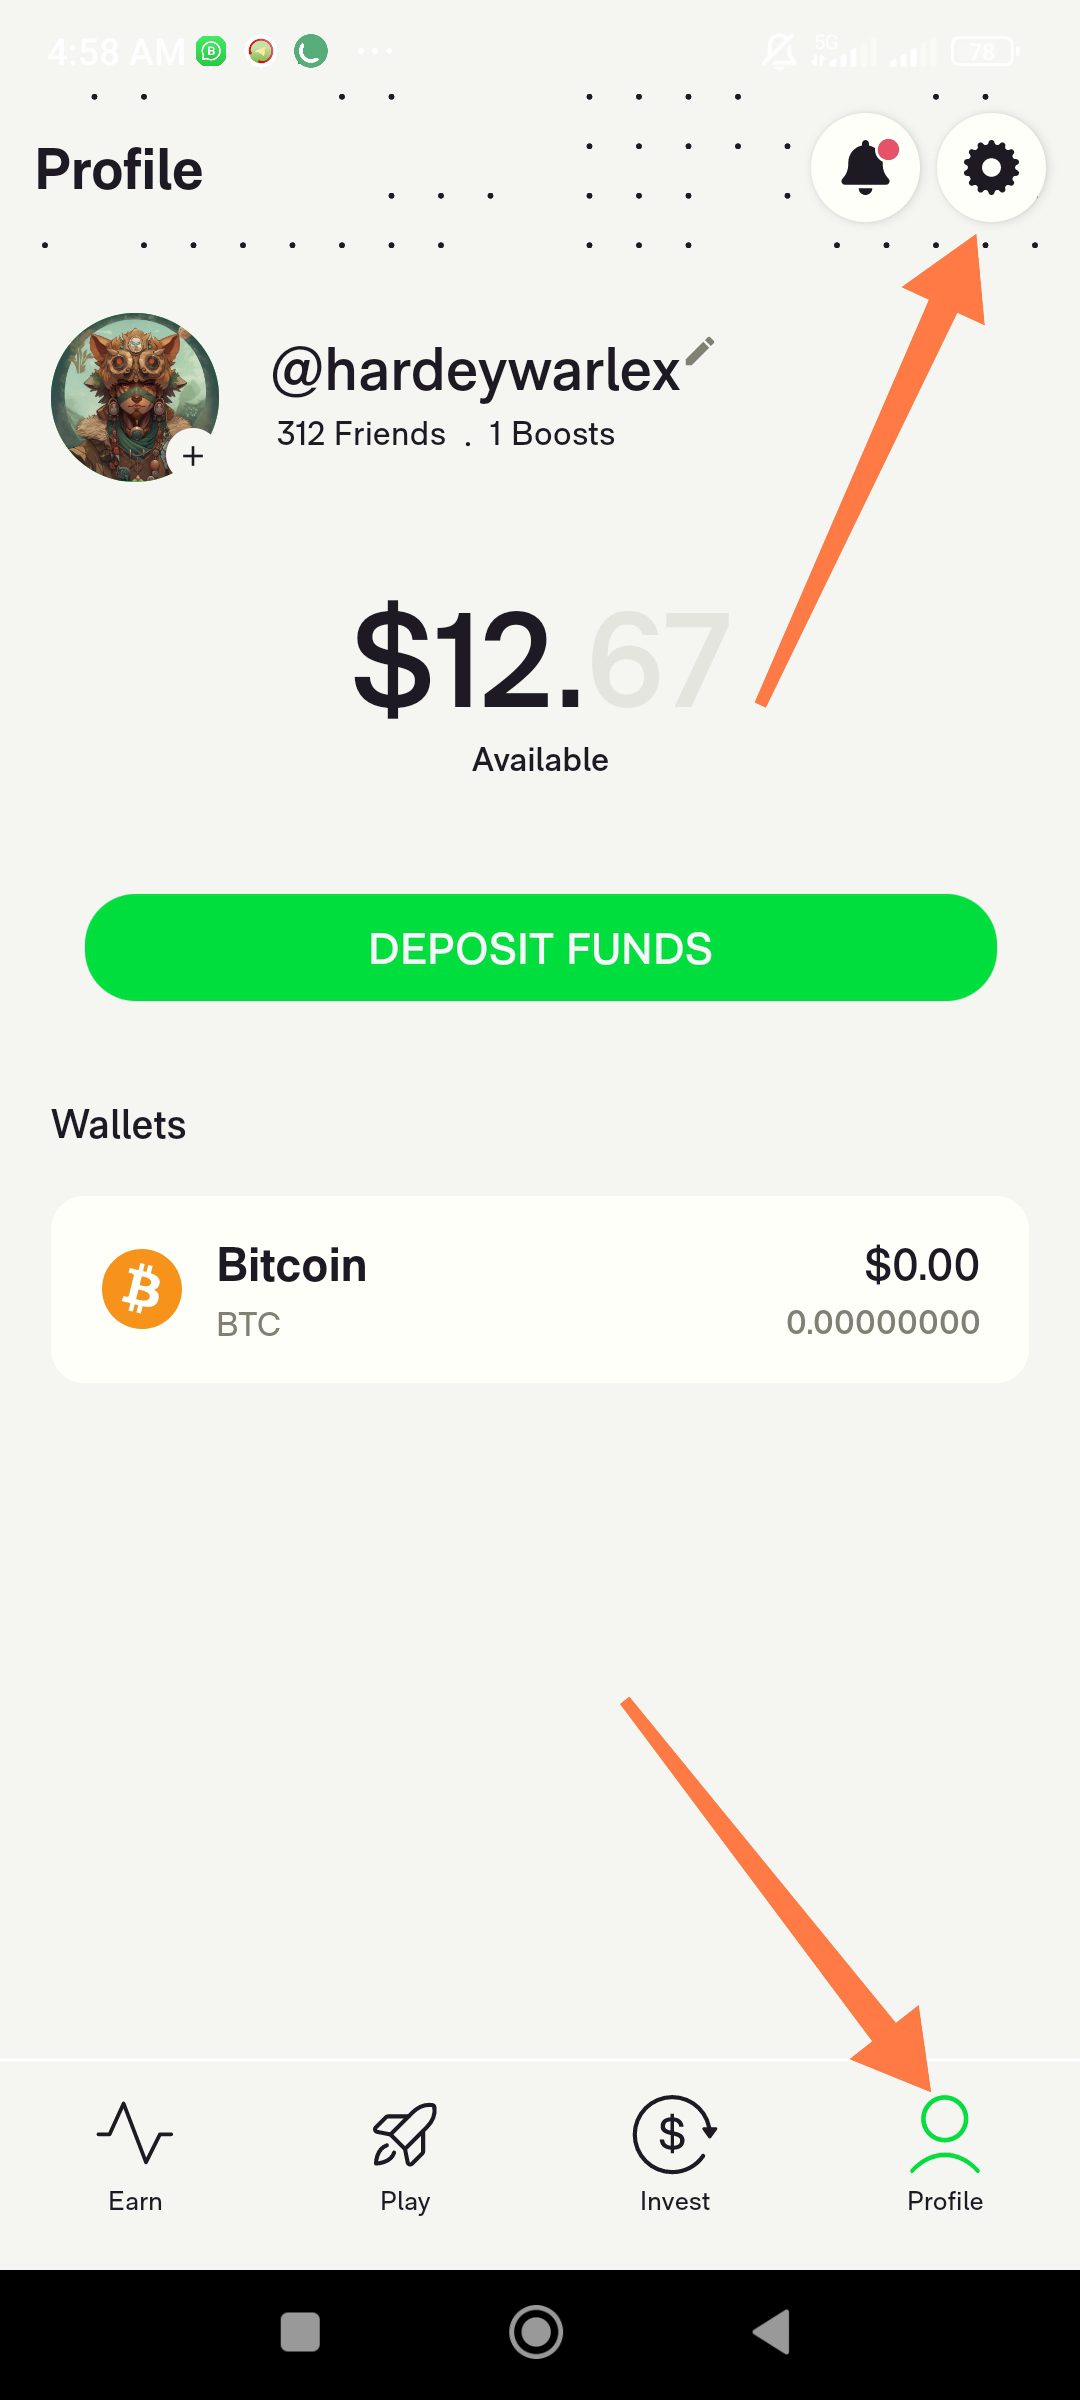 4:58 AM
5G
78
Profile
@hardeywarlex
312 Friends . 1 Boosts
$12.67
Available
DEPOSIT FUNDS
Wallets
Bitcoin
$0.00
BTC
0.00000000
Earn
Play
Invest
Profile